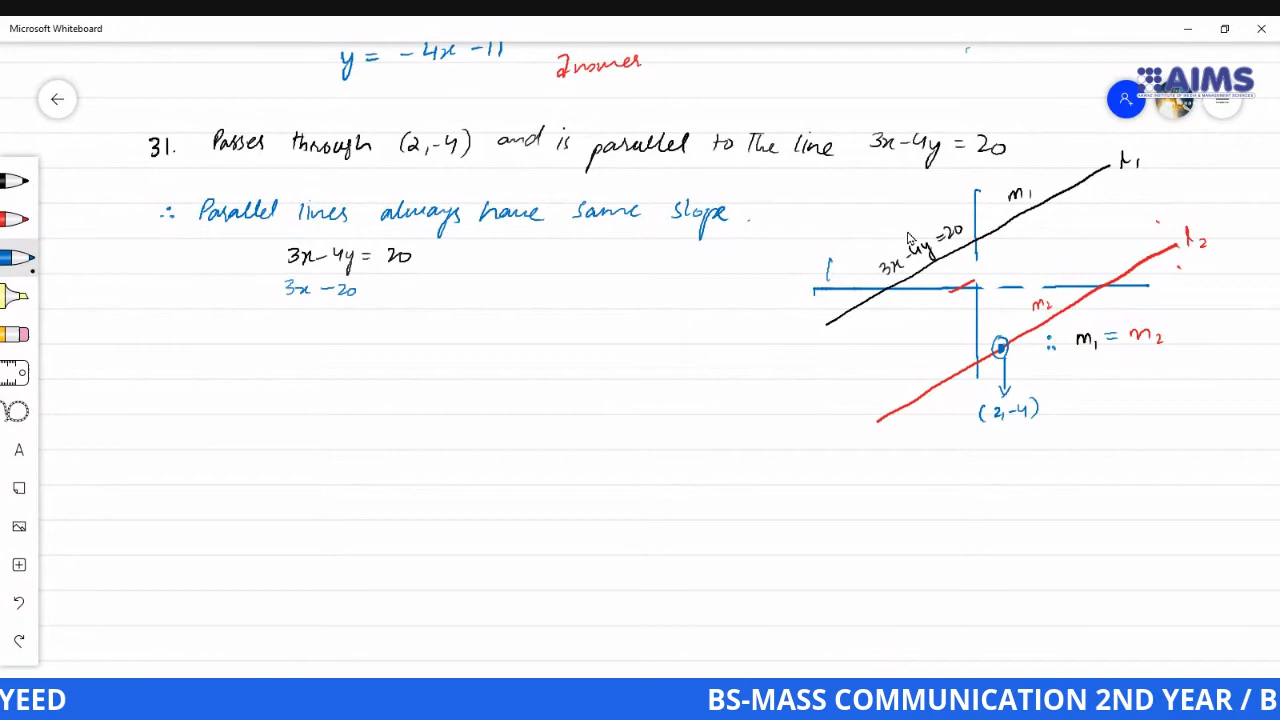 Microsoft Whiteboard
y = -4x -11
Answer
AIMS
31. Passes through (2,-4) and is parallel to The line 3x-4y = 20
∴ Parallel lines always have same slope.
3x-4y = 20
3x - 20
m1
l1
3x-4y=20
l2
m2
∴ m1 = m2
(2,-4)
A
YEED BS-MASS COMMUNICATION 2ND YEAR / B